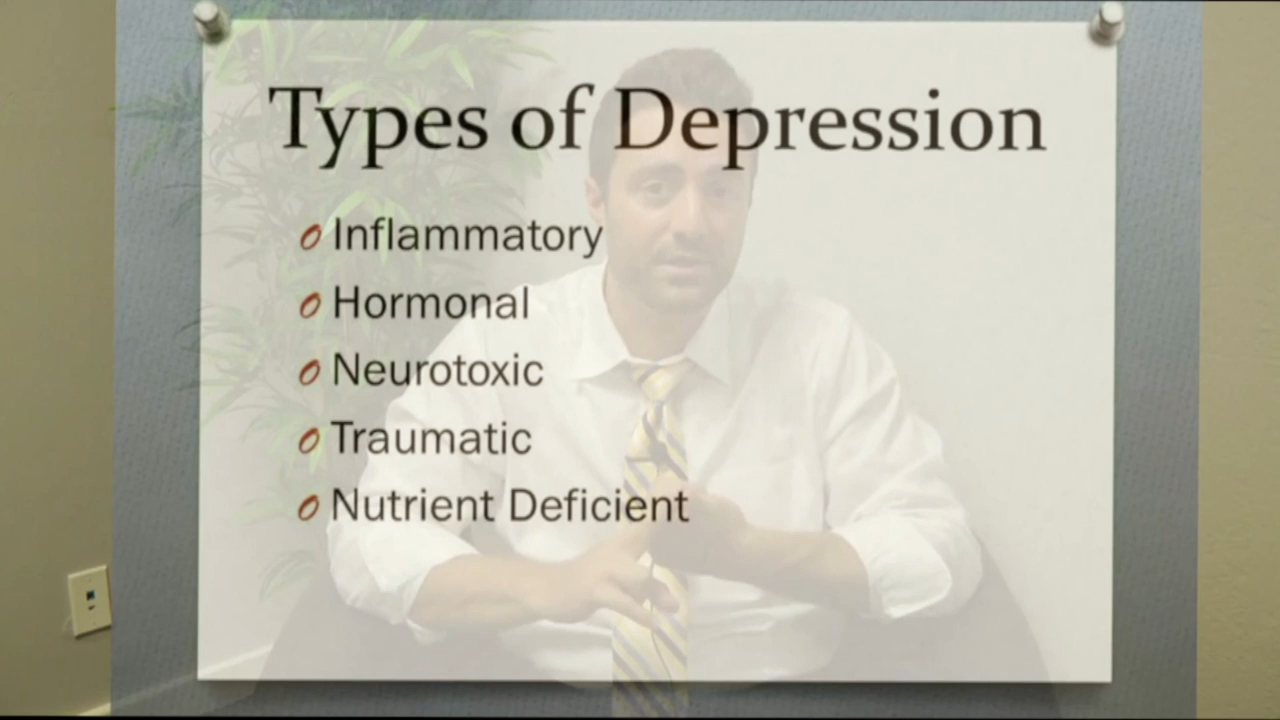 Types of Depression
Inflammatory
Hormonal
Neurotoxic
Traumatic
Nutrient Deficient